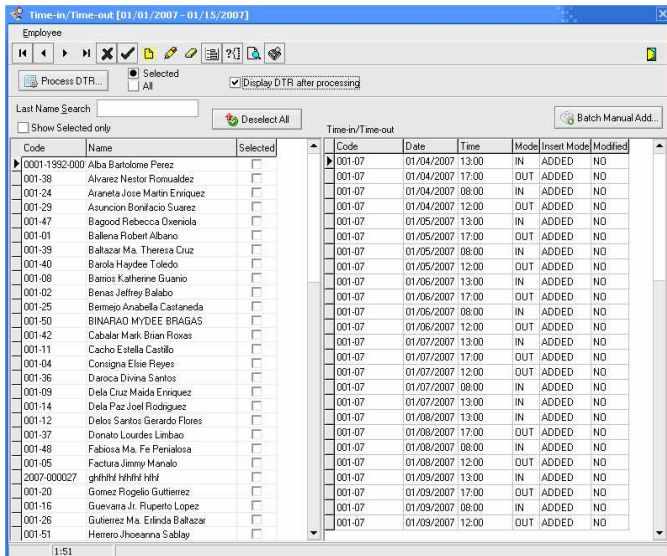 Time-in/Time-out [01/01/2007 - 01/15/2007]
Employee
Process DTR...
Selected
All
Display DTR after processing
Last Name Search
Show Selected only
Deselect All
Batch Manual Add...
Time-in/Time-out
Code Name Selected
0001-1992-000 Alba Bartolome Perez
001-38 Alvarez Nestor Romualdez
001-24 Araneta Jose Martin Enriquez
001-29 Asuncion Bonifacio Suarez
001-47 Bagood Rebecca Oxeniola
001-01 Ballena Robert Albano
001-39 Baltazar Ma. Theresa Cruz
001-40 Barola Haydee Toledo
001-08 Barrios Katherine Guanio
001-02 Benas Jeffrey Balabo
001-25 Bermejo Anabella Castaneda
001-50 BINARAO MYDEE BRAGAS
001-42 Cabalar Mark Brian Roxas
001-11 Cacho Estella Castillo
001-04 Consigna Elsie Reyes
001-36 Daroca Divina Santos
001-09 Dela Cruz Maida Enriquez
001-14 Dela Paz Joel Rodriguez
001-12 Delos Santos Gerardo Flores
001-37 Donato Lourdes Limbao
001-48 Fabiosa Ma. Fe Penialosa
001-05 Factura Jimmy Manalo
2007-000027 ghfhfhf hfhfhf hfhf
001-20 Gomez Rogelio Guttierrez
001-16 Guevarra Jr. Ruperto Lopez
001-26 Gutierrez Ma. Erlinda Baltazar
001-51 Herrero Jhoeanna Sablay
Code Date Time Mode Insert Mode Modified
001-07 01/04/2007 13:00 IN ADDED NO
001-07 01/04/2007 17:00 OUT ADDED NO
001-07 01/04/2007 08:00 IN ADDED NO
001-07 01/04/2007 12:00 OUT ADDED NO
001-07 01/05/2007 13:00 IN ADDED NO
001-07 01/05/2007 17:00 OUT ADDED NO
001-07 01/05/2007 08:00 IN ADDED NO
001-07 01/05/2007 12:00 OUT ADDED NO
001-07 01/06/2007 13:00 IN ADDED NO
001-07 01/06/2007 17:00 OUT ADDED NO
001-07 01/06/2007 08:00 IN ADDED NO
001-07 01/06/2007 12:00 OUT ADDED NO
001-07 01/07/2007 13:00 IN ADDED NO
001-07 01/07/2007 17:00 OUT ADDED NO
001-07 01/07/2007 12:00 OUT ADDED NO
001-07 01/07/2007 08:00 IN ADDED NO
001-07 01/07/2007 13:00 IN ADDED NO
001-07 01/08/2007 13:00 IN ADDED NO
001-07 01/08/2007 17:00 OUT ADDED NO
001-07 01/08/2007 08:00 IN ADDED NO
001-07 01/08/2007 12:00 OUT ADDED NO
001-07 01/09/2007 13:00 IN ADDED NO
001-07 01/09/2007 17:00 OUT ADDED NO
001-07 01/09/2007 08:00 IN ADDED NO
001-07 01/09/2007 12:00 OUT ADDED NO
1:51